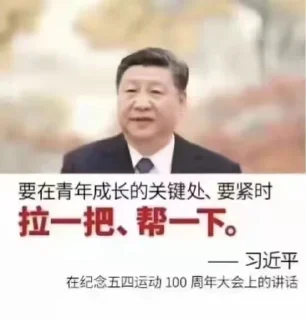 要在青年成长的关键处、要紧时
拉一把、帮一下。
—— 习近平
在纪念五四运动 100 周年大会上的讲话